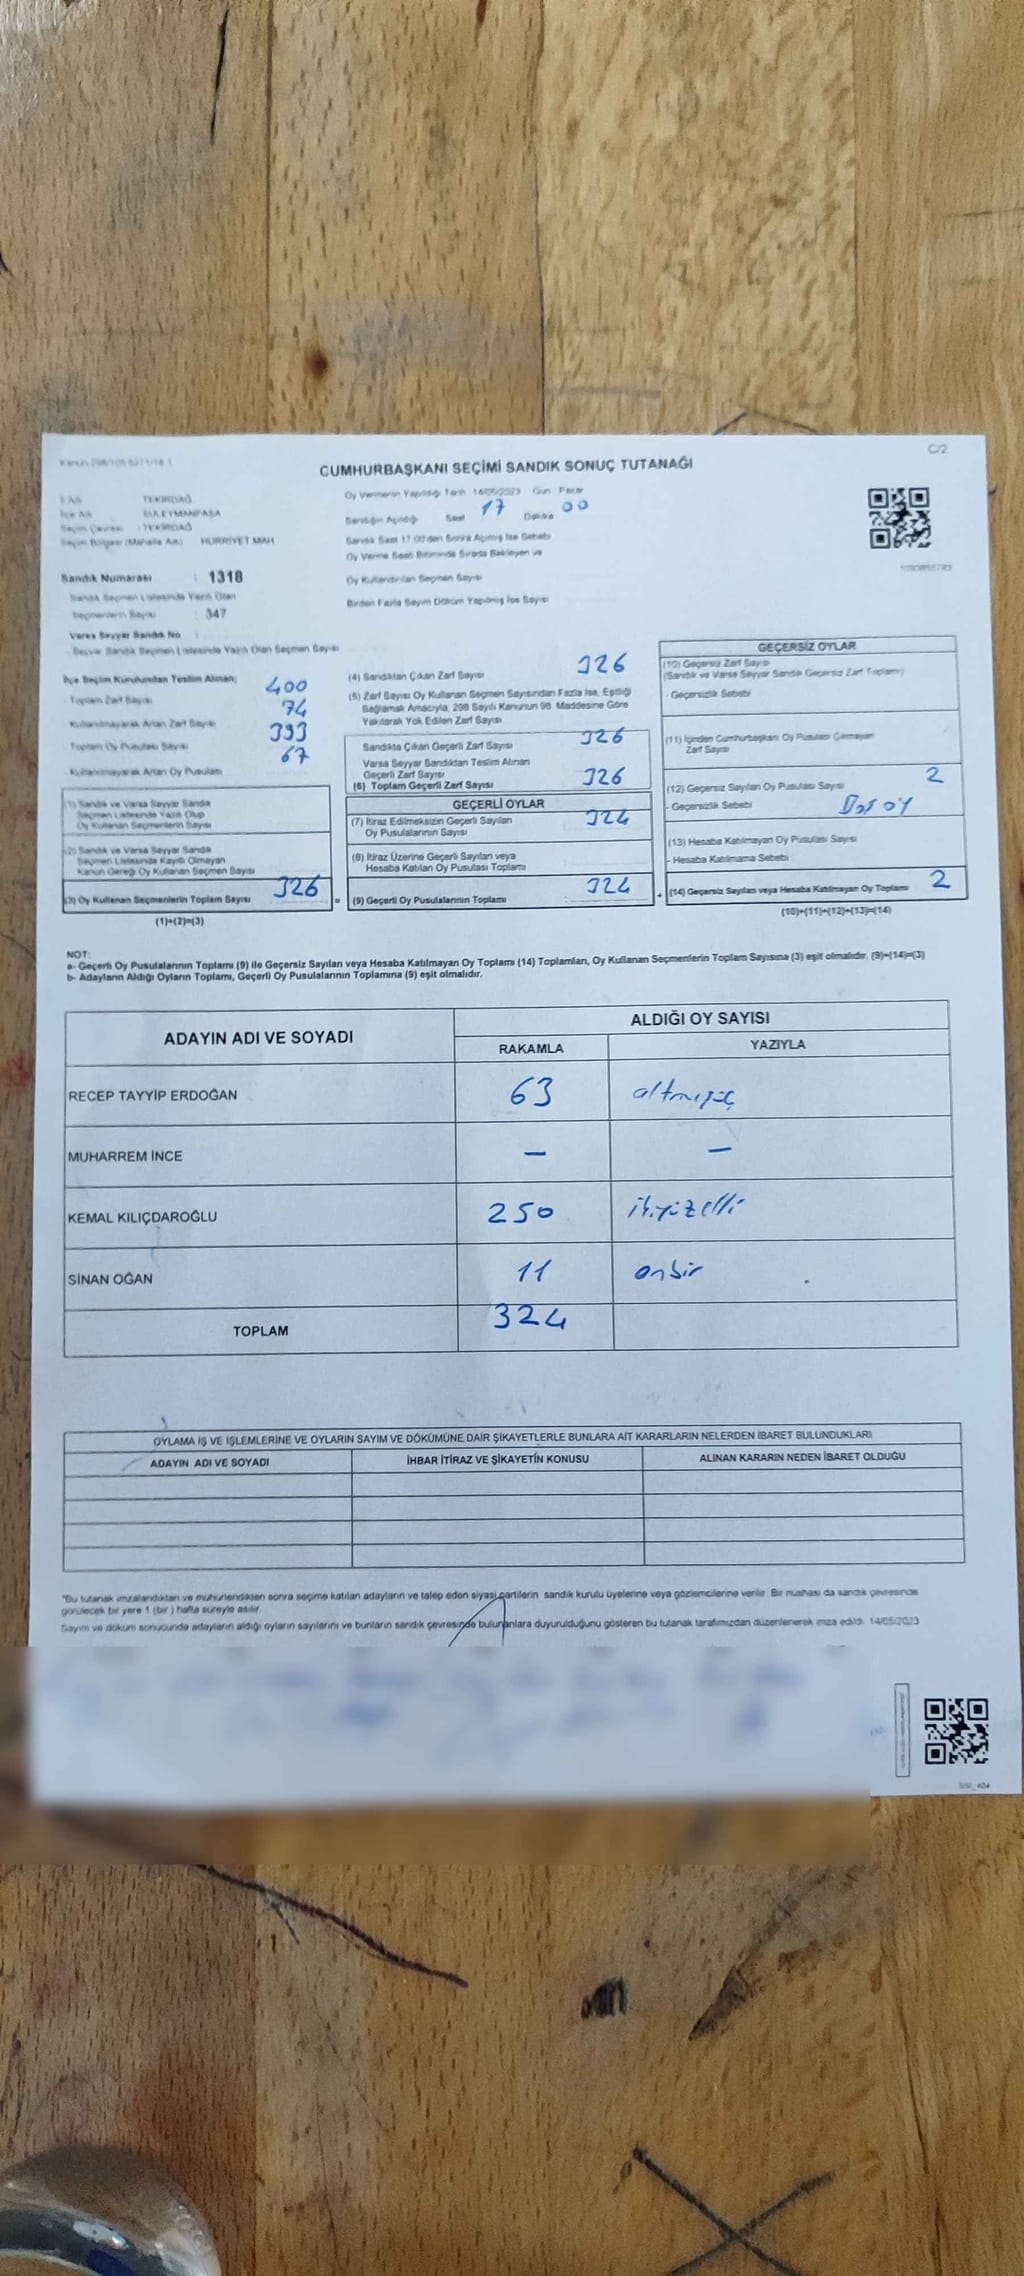 C/2
CUMHURBAŞKANI SEÇİMİ SANDIK SONUÇ TUTANAĞI
İl Adı TEKİRDAĞ
İlçe Adı SÜLEYMANPAŞA
Seçim Çevresi : TEKİRDAĞ
Seçim Bölgesi (Mahalle Adı) HÜRRİYET MAH.
Sandık Numarası : 1318
Sandık Seçmen Listesinde Yazılı Olan
Seçmenlerin Sayısı : 347
Varsa Seyyar Sandık No :
- Seyyar Sandık Seçmen Listesinde Yazılı Olan Seçmen Sayısı
Oy Vermenin Yapıldığı Tarih 14/05/2023 Gün Pazar
Sandığın Açıldığı Saat 17 Dakika 00
Sandık Saat 17:00'den Sonra Açılmış İse Sebebi
Oy Verme Saati Bitiminde Sırada Bekleyen ve
Oy Kullandırılan Seçmen Sayısı
Birden Fazla Sayım Döküm Yapılmış İse Sayısı
İlçe Seçim Kurulundan Teslim Alınan;
- Toplam Zarf Sayısı 400
- Kullanılmayarak Artan Zarf Sayısı 74
- Toplam Oy Pusulası Sayısı 393
- Kullanılmayarak Artan Oy Pusulası 67
(1) Sandık ve Varsa Seyyar Sandık
Seçmen Listesinde Yazılı Olup
Oy Kullanan Seçmenlerin Sayısı
(2) Sandık ve Varsa Seyyar Sandık
Seçmen Listesinde Kayıtlı Olmayan
Kanun Gereği Oy Kullanan Seçmen Sayısı
(3) Oy Kullanan Seçmenlerin Toplam Sayısı 326 =
(1)+(2)=(3)
(4) Sandıktan Çıkan Zarf Sayısı 326
(5) Zarf Sayısı Oy Kullanan Seçmen Sayısından Fazla İse, Eşitliği
Sağlamak Amacıyla, 298 Sayılı Kanunun 98. Maddesine Göre
Yakılarak Yok Edilen Zarf Sayısı
Sandıkta Çıkan Geçerli Zarf Sayısı 326
Varsa Seyyar Sandıktan Teslim Alınan
Geçerli Zarf Sayısı
(6) Toplam Geçerli Zarf Sayısı 326
GEÇERLİ OYLAR
(7) İtiraz Edilmeksizin Geçerli Sayılan
Oy Pusulalarının Sayısı 324
(8) İtiraz Üzerine Geçerli Sayılan veya
Hesaba Katılan Oy Pusulası Toplamı
(9) Geçerli Oy Pusulalarının Toplamı : 324 +
GEÇERSİZ OYLAR
(10) Geçersiz Zarf Sayısı
(Sandık ve Varsa Seyyar Sandık Geçersiz Zarf Toplamı)
- Geçersizlik Sebebi
(11) İçinden Cumhurbaşkanı Oy Pusulası Çıkmayan
Zarf Sayısı
(12) Geçersiz Sayılan Oy Pusulası Sayısı 2
- Geçersizlik Sebebi
(13) Hesaba Katılmayan Oy Pusulası Sayısı
- Hesaba Katılmama Sebebi
(14) Geçersiz Sayılan veya Hesaba Katılmayan Oy Toplamı 2
(10)+(11)+(12)+(13)=(14)
NOT:
a- Geçerli Oy Pusulalarının Toplamı (9) ile Geçersiz Sayılan veya Hesaba Katılmayan Oy Toplamı (14) Toplamları, Oy Kullanan Seçmenlerin Toplam Sayısına (3) eşit olmalıdır. (9)+(14)=(3)
b- Adayların Aldığı Oyların Toplamı, Geçerli Oy Pusulalarının Toplamına (9) eşit olmalıdır.
ADAYIN ADI VE SOYADI ALDIĞI OY SAYISI
RAKAMLA YAZIYLA
RECEP TAYYİP ERDOĞAN 63 altmışüç
MUHARREM İNCE — —
KEMAL KILIÇDAROĞLU 250 ikiyüzelli
SİNAN OĞAN 11 onbir
TOPLAM 324
OYLAMA İŞ VE İŞLEMLERİNE VE OYLARIN SAYIM VE DÖKÜMÜNE DAİR ŞİKAYETLERLE BUNLARA AİT KARARLARIN NELERDEN İBARET BULUNDUKLARI
ADAYIN ADI VE SOYADI İHBAR İTİRAZ VE ŞİKAYETİN KONUSU ALINAN KARARIN NEDEN İBARET OLDUĞU
"Bu tutanak imzalandıktan ve mühürlendikten sonra seçime katılan adayların ve talep eden siyasi partilerin sandık kurulu üyelerine veya gözlemcilerine verilir. Bir nüshası da sandık çevresinde
görülecek bir yere 1 (bir) hafta süreyle asılır.
Sayım ve döküm sonucunda adayların aldığı oyların sayılarını ve bunların sandık çevresinde bulunanlara duyurulduğunu gösteren bu tutanak tarafımızdan düzenlenerek imza edildi. 14/05/2023